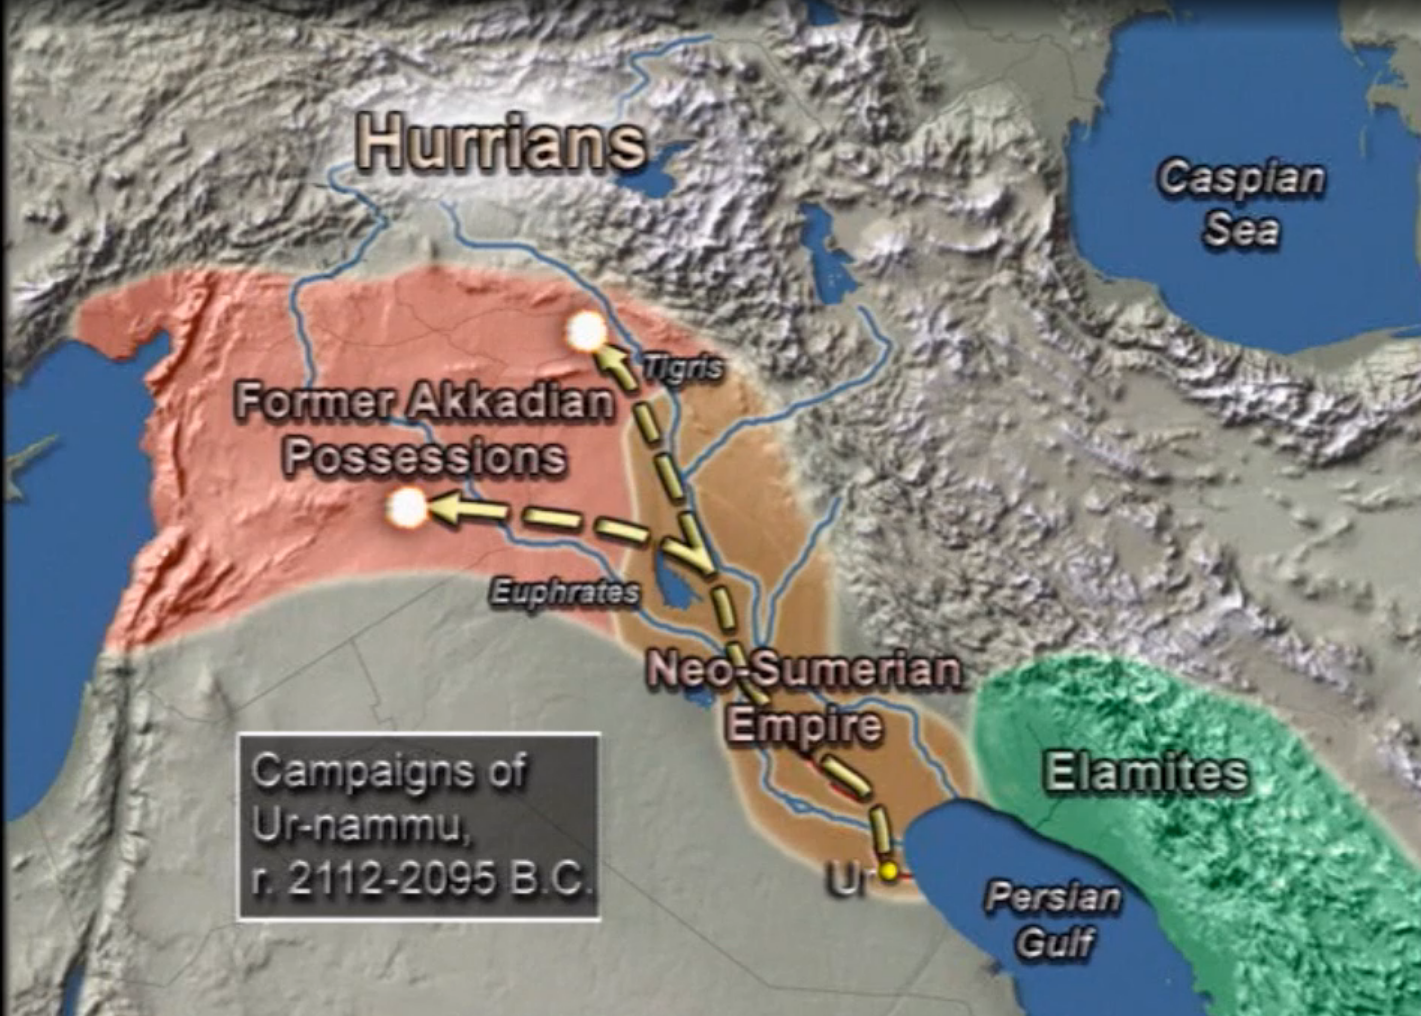 Hurrians
Caspian
Sea
Tigris
Former Akkadian
Possessions
Euphrates
Neo-Sumerian
Empire
Elamites
Campaigns of
Ur-nammu,
r. 2112-2095 B.C.
Ur
Persian
Gulf